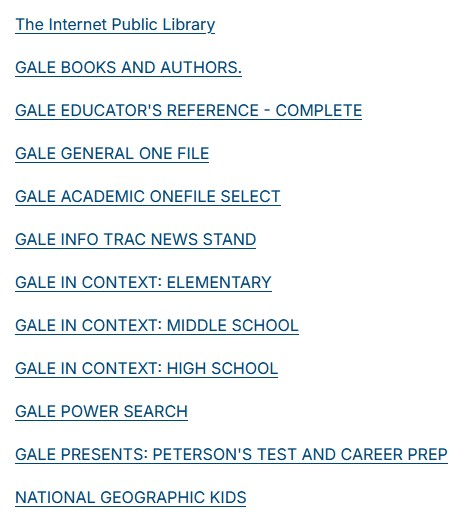 The Internet Public Library
GALE BOOKS AND AUTHORS.
GALE EDUCATOR'S REFERENCE - COMPLETE
GALE GENERAL ONE FILE
GALE ACADEMIC ONEFILE SELECT
GALE INFO TRAC NEWS STAND
GALE IN CONTEXT: ELEMENTARY
GALE IN CONTEXT: MIDDLE SCHOOL
GALE IN CONTEXT: HIGH SCHOOL
GALE POWER SEARCH
GALE PRESENTS: PETERSON'S TEST AND CAREER PREP
NATIONAL GEOGRAPHIC KIDS